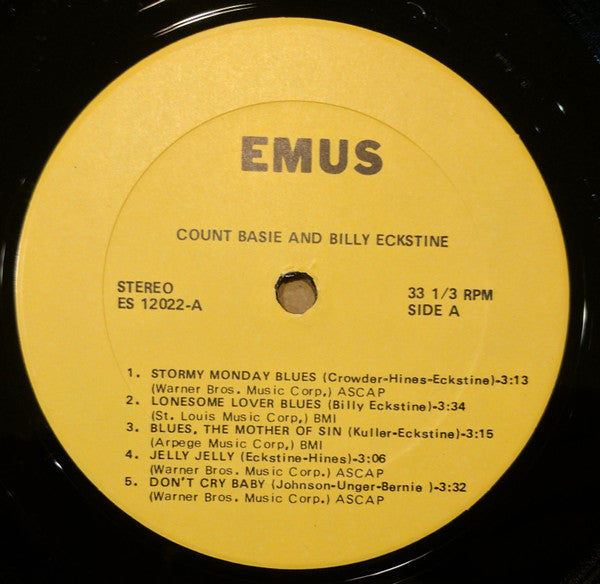 EMUS
COUNT BASIE AND BILLY ECKSTINE
STEREO
ES 12022-A
33 1/3 RPM
SIDE A
1. STORMY MONDAY BLUES (Crowder-Hines-Eckstine)-3:13
(Warner Bros. Music Corp.) ASCAP
2. LONESOME LOVER BLUES (Billy Eckstine)-3:34
(St. Louis Music Corp.) BMI
3. BLUES, THE MOTHER OF SIN (Kuller-Eckstine)-3:15
(Arpege Music Corp.) BMI
4. JELLY JELLY (Eckstine-Hines)-3:06
(Warner Bros. Music Corp.) ASCAP
5. DON'T CRY BABY (Johnson-Unger-Bernie )-3:32
(Warner Bros. Music Corp.) ASCAP